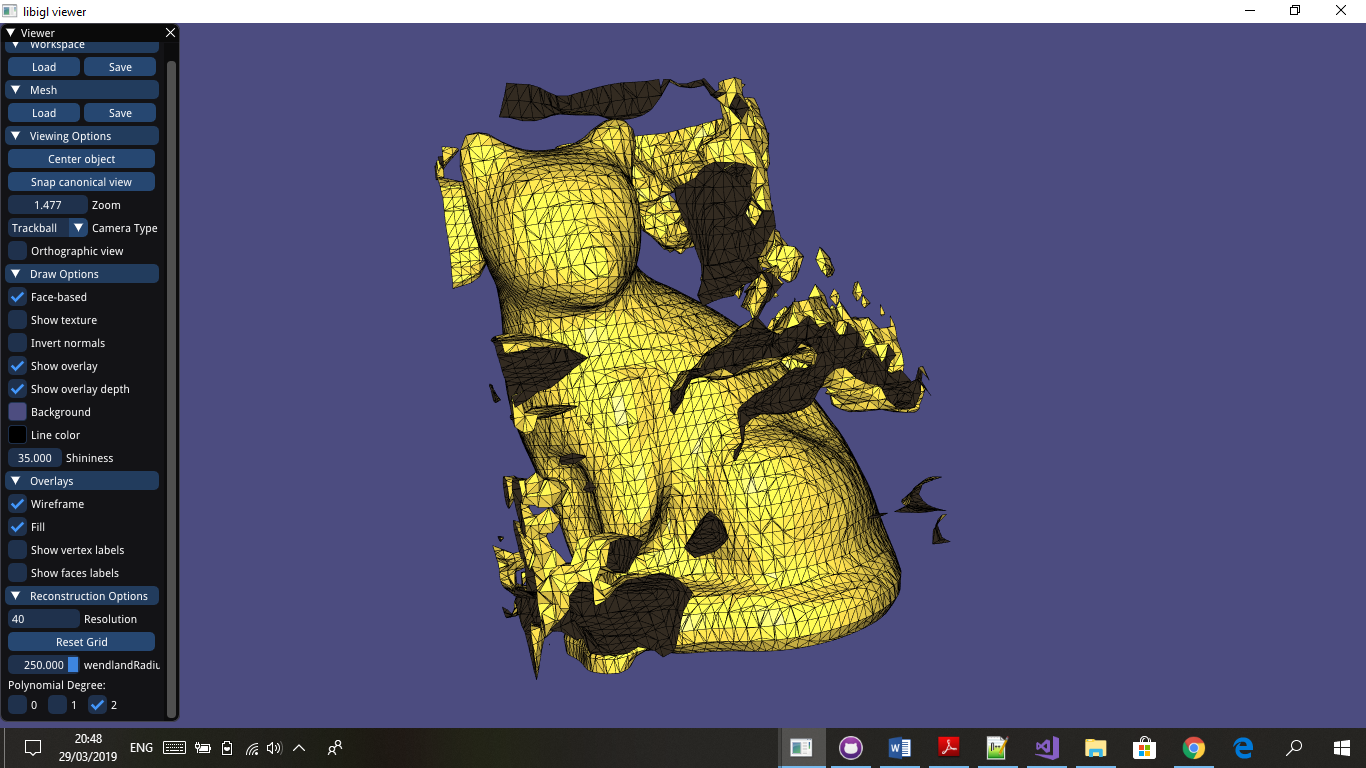 libigl viewer
Viewer
Workspace
Load Save
Mesh
Load Save
Viewing Options
Center object
Snap canonical view
1.477 Zoom
Trackball Camera Type
Orthographic view
Draw Options
Face-based
Show texture
Invert normals
Show overlay
Show overlay depth
Background
Line color
35.000 Shininess
Overlays
Wireframe
Fill
Show vertex labels
Show faces labels
Reconstruction Options
40 Resolution
Reset Grid
250.000 wendlandRadiu
Polynomial Degree:
0 1 2
20:48
29/03/2019
ENG